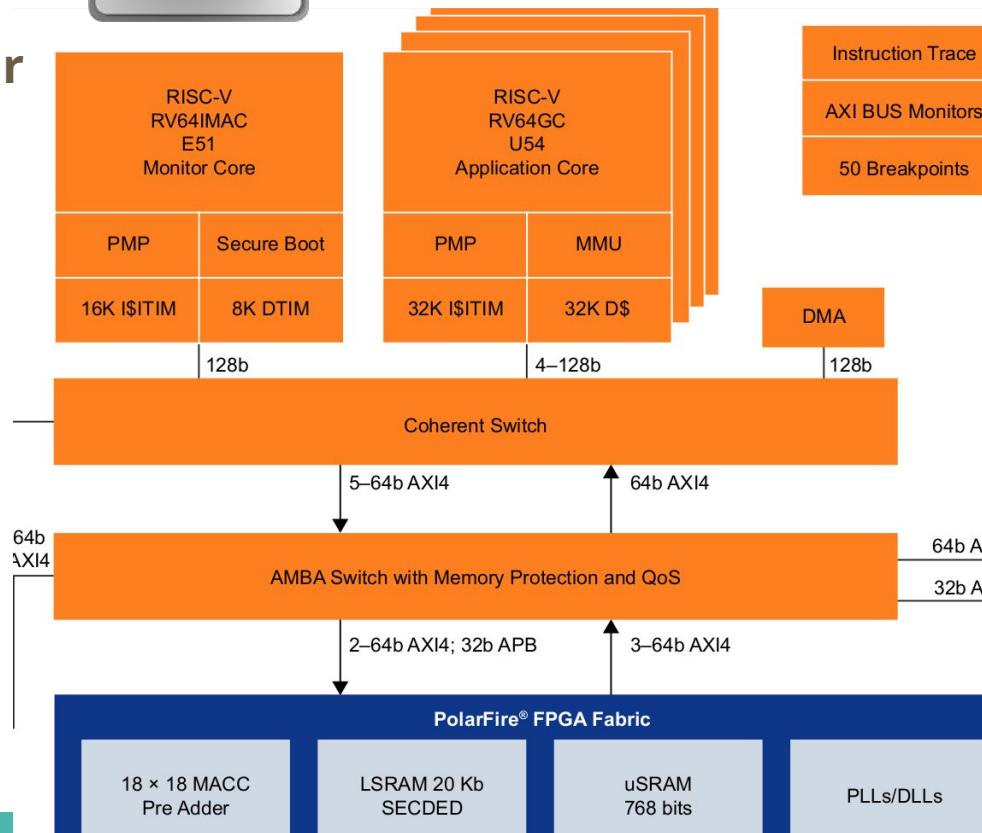 r
RISC-V
RV64IMAC
E51
Monitor Core
PMP
Secure Boot
16K I$ITIM
8K DTIM
RISC-V
RV64GC
U54
Application Core
PMP
MMU
32K I$ITIM
32K D$
Instruction Trace
AXI BUS Monitors
50 Breakpoints
DMA
128b
4–128b
128b
Coherent Switch
5–64b AXI4
64b AXI4
64b
AXI4
AMBA Switch with Memory Protection and QoS
64b A
32b A
2–64b AXI4; 32b APB
3–64b AXI4
PolarFire® FPGA Fabric
18 × 18 MACC
Pre Adder
LSRAM 20 Kb
SECDED
uSRAM
768 bits
PLLs/DLLs